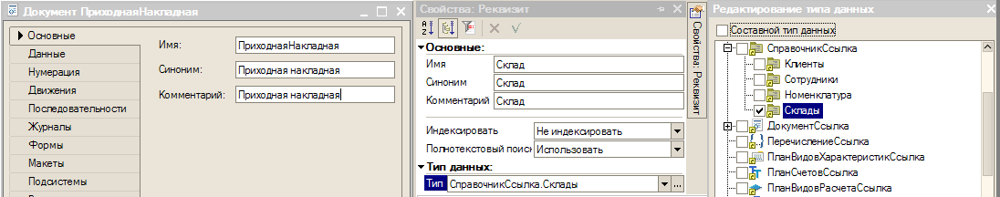 Документ ПриходнаяНакладная
Основные
Данные
Нумерация
Движения
Последовательности
Журналы
Формы
Макеты
Подсистемы
Имя: ПриходнаяНакладная
Синоним: Приходная накладная
Комментарий: Приходная накладная
Свойства: Реквизит
Основные:
Имя Склад
Синоним Склад
Комментарий Склад
Индексировать Не индексировать
Полнотекстовый поиск Использовать
Тип данных:
Тип СправочникСсылка.Склады ...
Свойства: Реквизит
Редактирование типа данных
Составной тип данных
СправочникСсылка
Клиенты
Сотрудники
Номенклатура
Склады
ДокументСсылка
ПеречислениеСсылка
ПланВидовХарактеристикСсылка
ПланСчетовСсылка
ПланВидовРасчетаСсылка